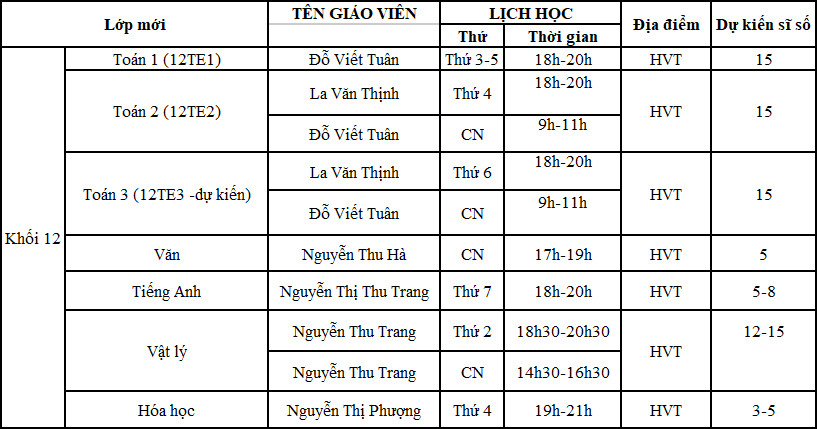 Lớp mới TÊN GIÁO VIÊN LỊCH HỌC Địa điểm Dự kiến sĩ số
Thứ Thời gian
Khối 12
Toán 1 (12TE1) Đỗ Viết Tuân Thứ 3-5 18h-20h HVT 15
Toán 2 (12TE2) La Văn Thịnh Thứ 4 18h-20h HVT 15
Đỗ Viết Tuân CN 9h-11h
Toán 3 (12TE3 -dự kiến) La Văn Thịnh Thứ 6 18h-20h HVT 15
Đỗ Viết Tuân CN 9h-11h
Văn Nguyễn Thu Hà CN 17h-19h HVT 5
Tiếng Anh Nguyễn Thị Thu Trang Thứ 7 18h-20h HVT 5-8
Vật lý Nguyễn Thu Trang Thứ 2 18h30-20h30 HVT 12-15
Nguyễn Thu Trang CN 14h30-16h30
Hóa học Nguyễn Thị Phượng Thứ 4 19h-21h HVT 3-5